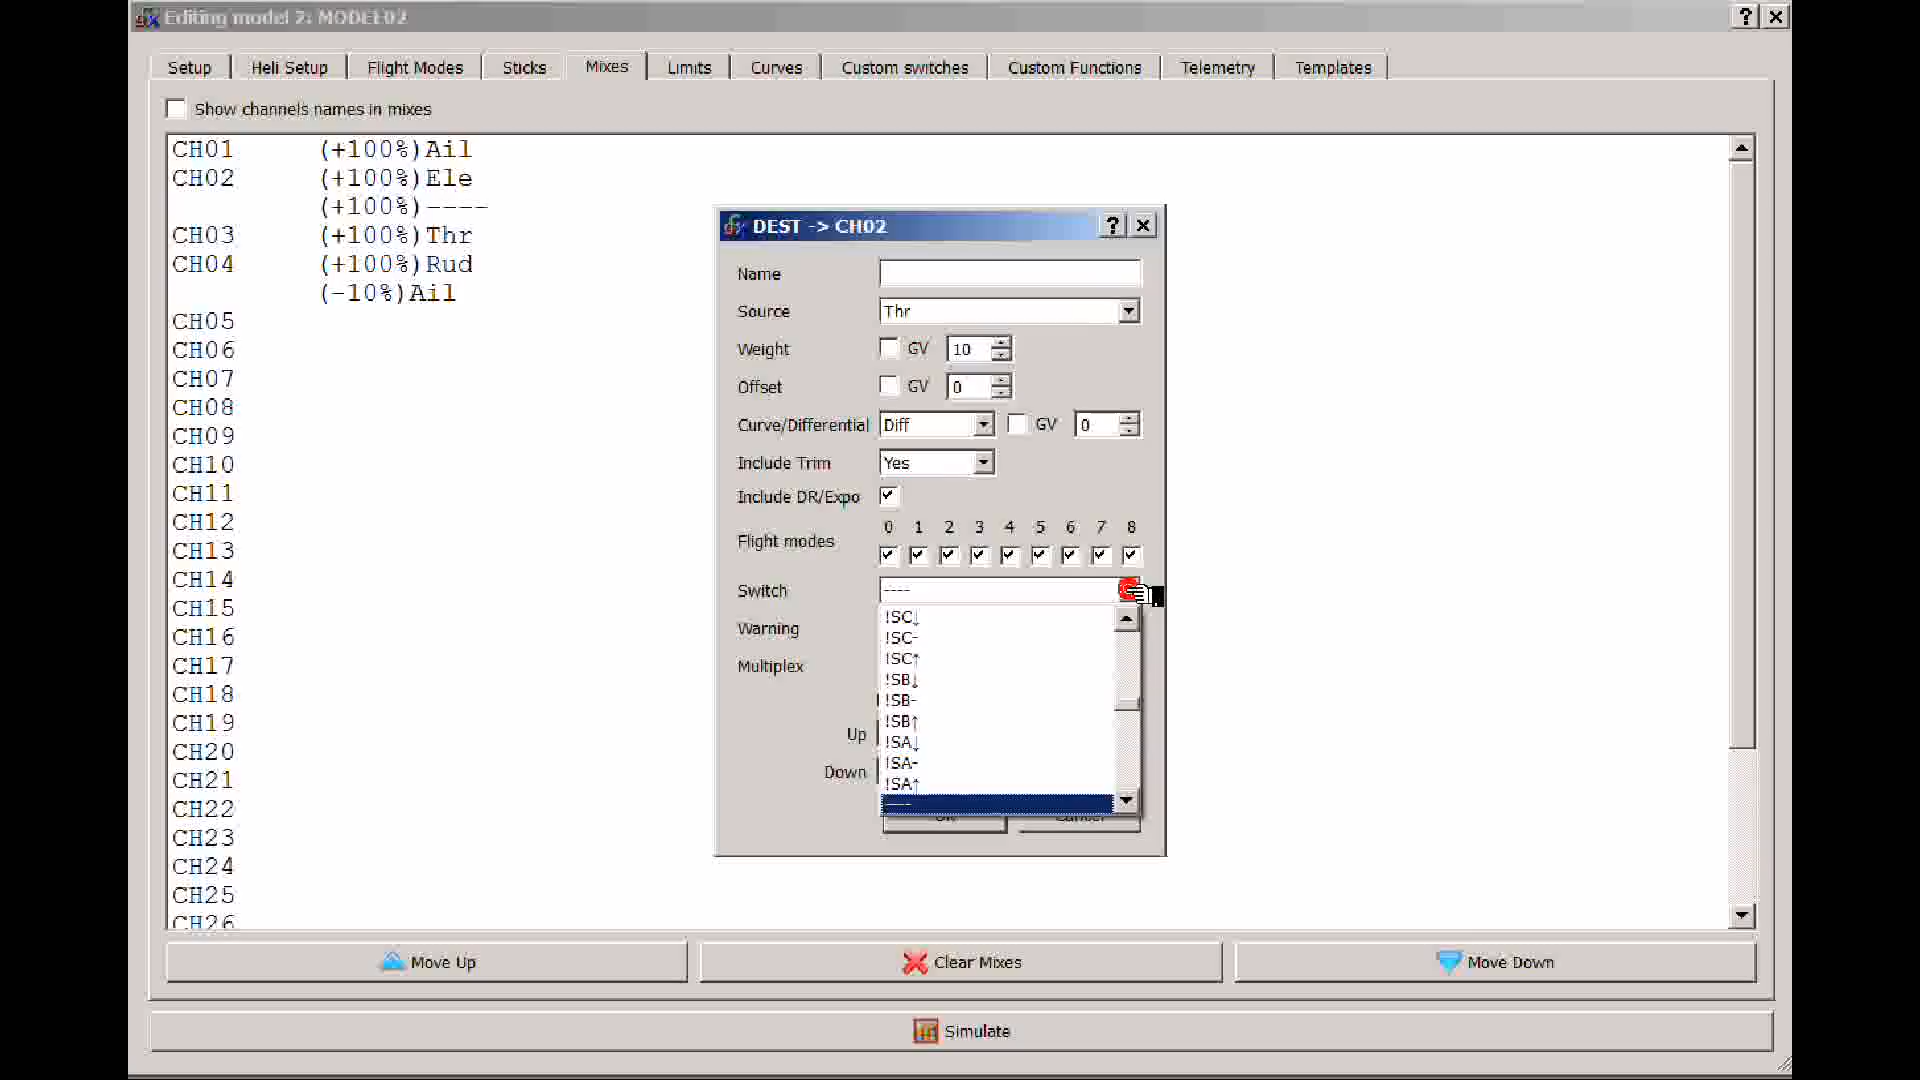 Editing model 2: MODEL02
Setup Heli Setup Flight Modes Sticks Mixes Limits Curves Custom switches Custom Functions Telemetry Templates
Show channels names in mixes
CH01 (+100%)Ail
CH02 (+100%)Ele
(+100%)----
CH03 (+100%)Thr
CH04 (+100%)Rud
(-10%)Ail
CH05
CH06
CH07
CH08
CH09
CH10
CH11
CH12
CH13
CH14
CH15
CH16
CH17
CH18
CH19
CH20
CH21
CH22
CH23
CH24
CH25
CH26
DEST -> CH02
Name
Source Thr
Weight GV 10
Offset GV 0
Curve/Differential Diff GV 0
Include Trim Yes
Include DR/Expo
0 1 2 3 4 5 6 7 8
Flight modes
Switch ----
Warning
Multiplex
Up
Down
!SC↓
!SC-
!SC↑
!SB↓
!SB-
!SB↑
!SA↓
!SA-
!SA↑
----
Cancel
Move Up Clear Mixes Move Down
Simulate